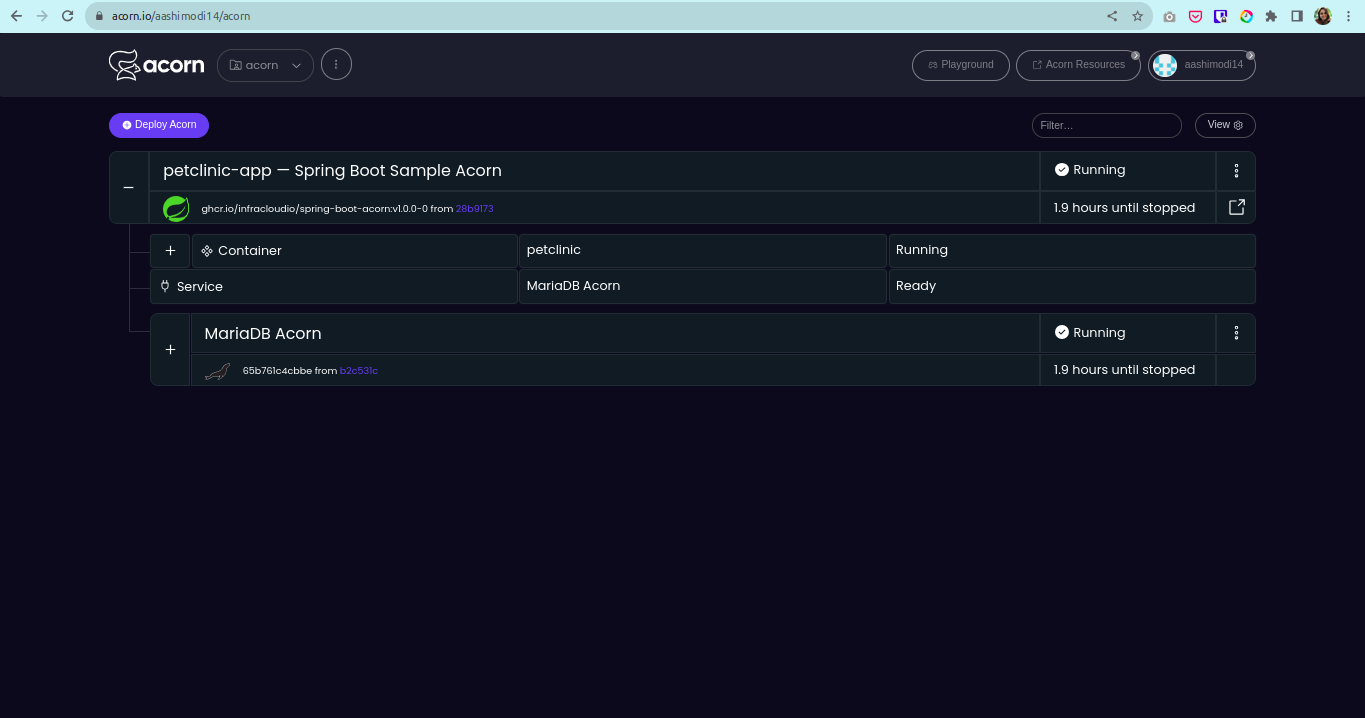 acorn.io/aashimodi14/acorn
acorn
acorn
Playground
Acorn Resources
aashimodi14
Deploy Acorn
Filter...
View
petclinic-app — Spring Boot Sample Acorn
Running
ghcr.io/infracloudio/spring-boot-acorn:v1.0.0-0 from 28b9173
1.9 hours until stopped
Container
petclinic
Running
Service
MariaDB Acorn
Ready
MariaDB Acorn
Running
65b761c4cbbe from b2c531c
1.9 hours until stopped